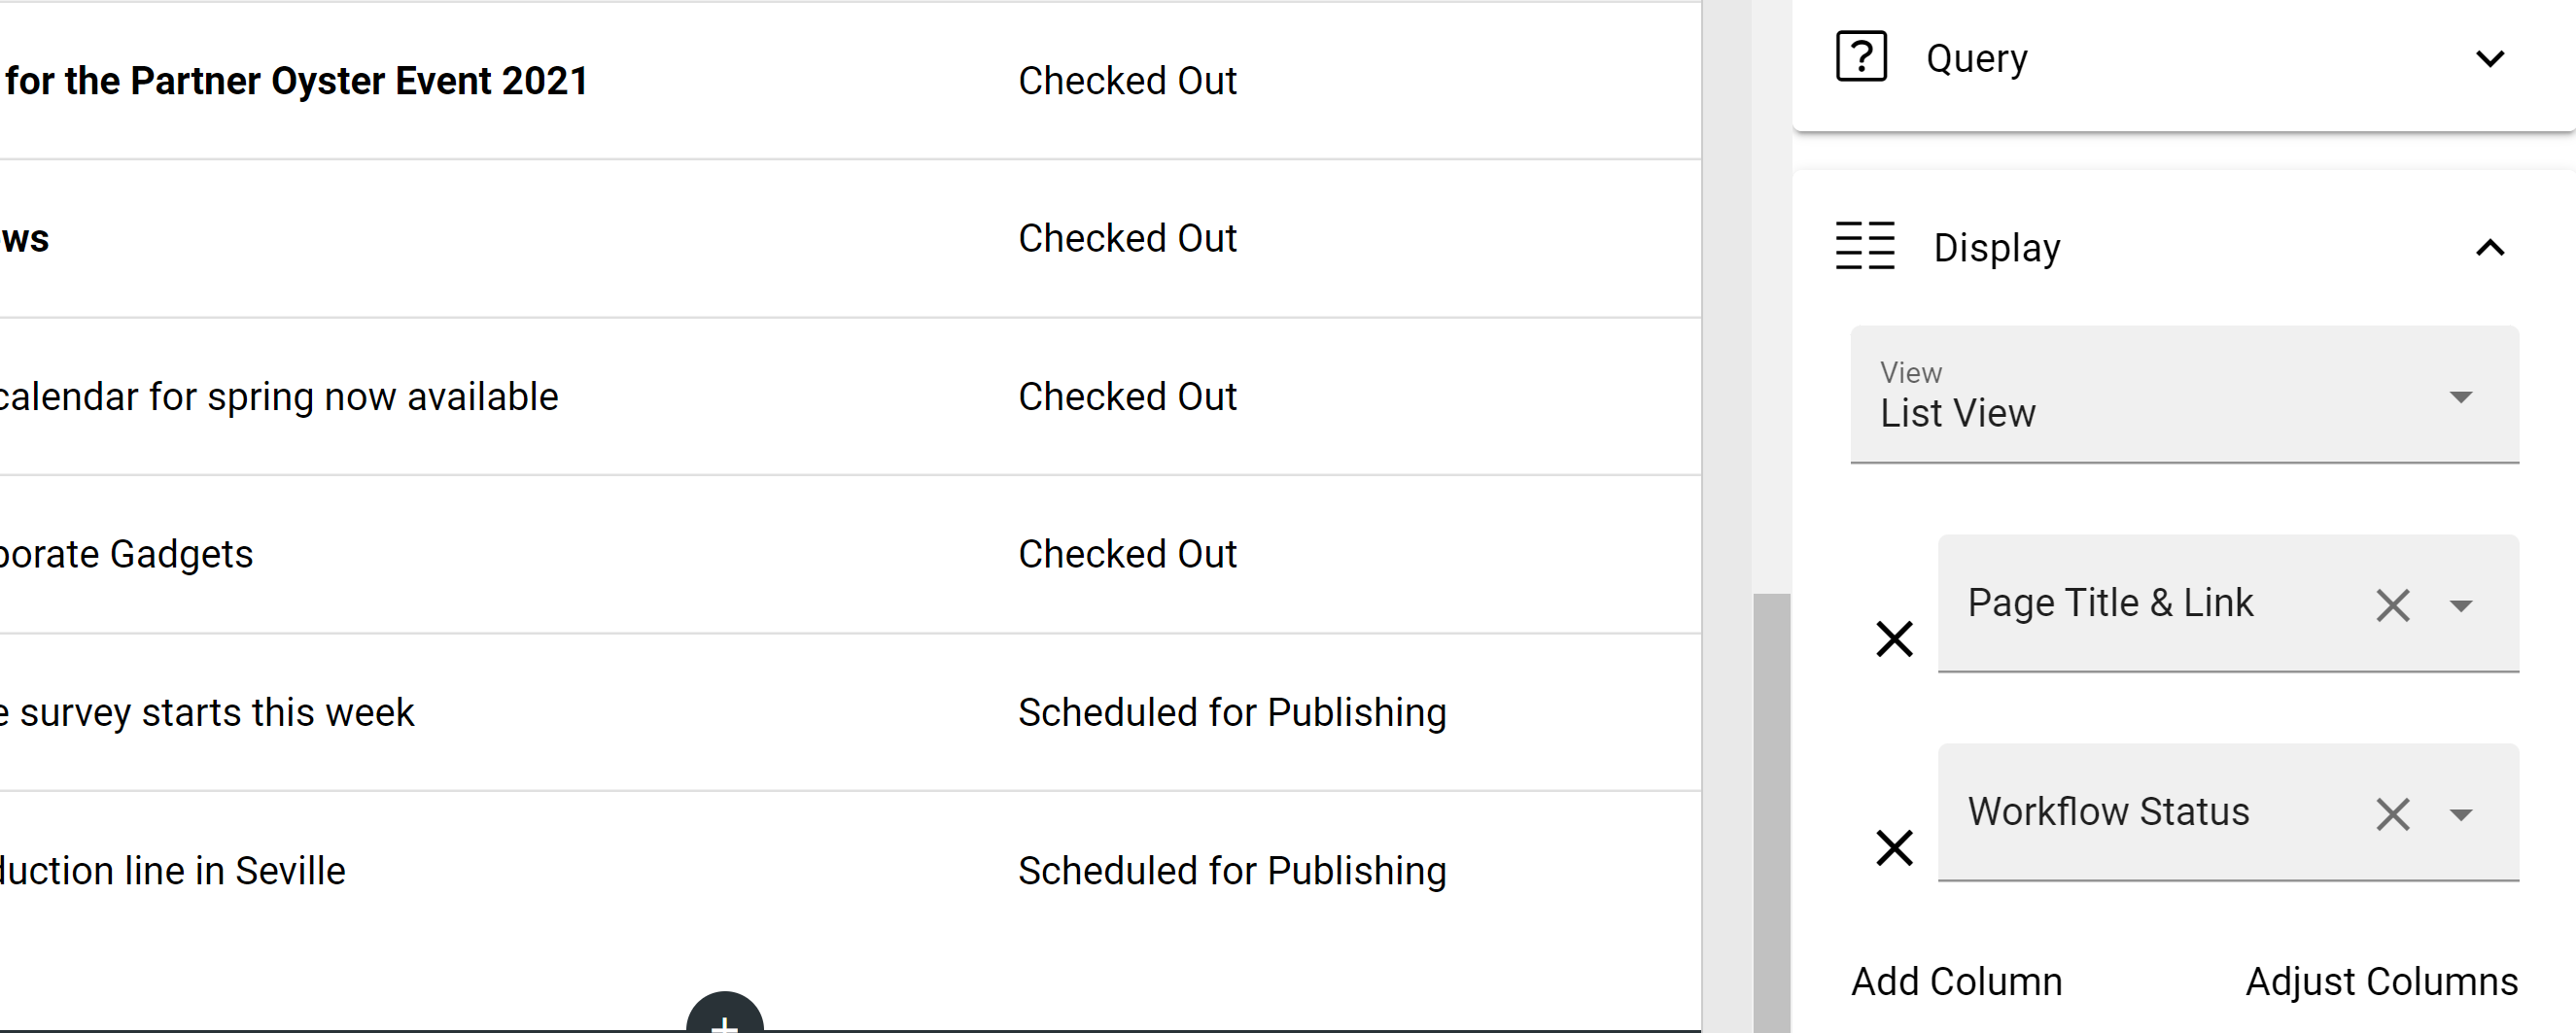 for the Partner Oyster Event 2021 Checked Out
ws Checked Out
calendar for spring now available Checked Out
porate Gadgets Checked Out
e survey starts this week Scheduled for Publishing
duction line in Seville Scheduled for Publishing
Query
Display
View
List View
Page Title & Link
Workflow Status
Add Column Adjust Columns